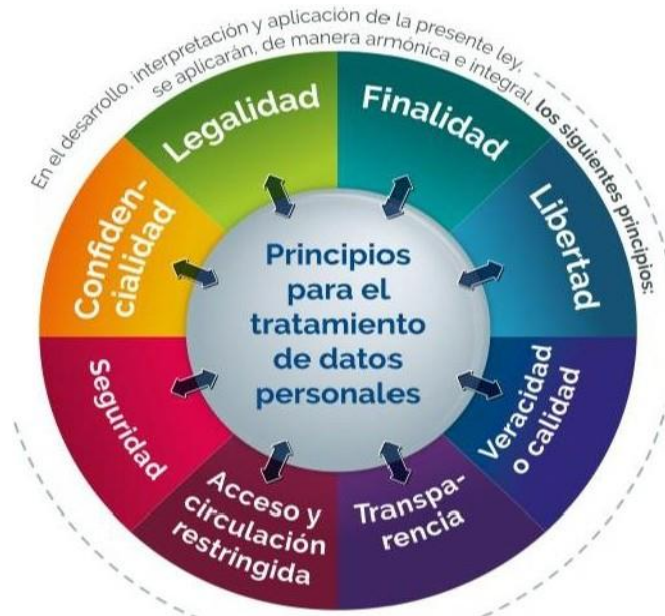 En el desarrollo, interpretación y aplicación de la presente ley,
se aplicarán, de manera armónica e integral, los siguientes principios:
Legalidad
Finalidad
Libertad
Veracidad
o calidad
Transpa-
rencia
Acceso y
circulación
restringida
Seguridad
Confiden-
cialidad
Principios
para el
tratamiento
de datos
personales